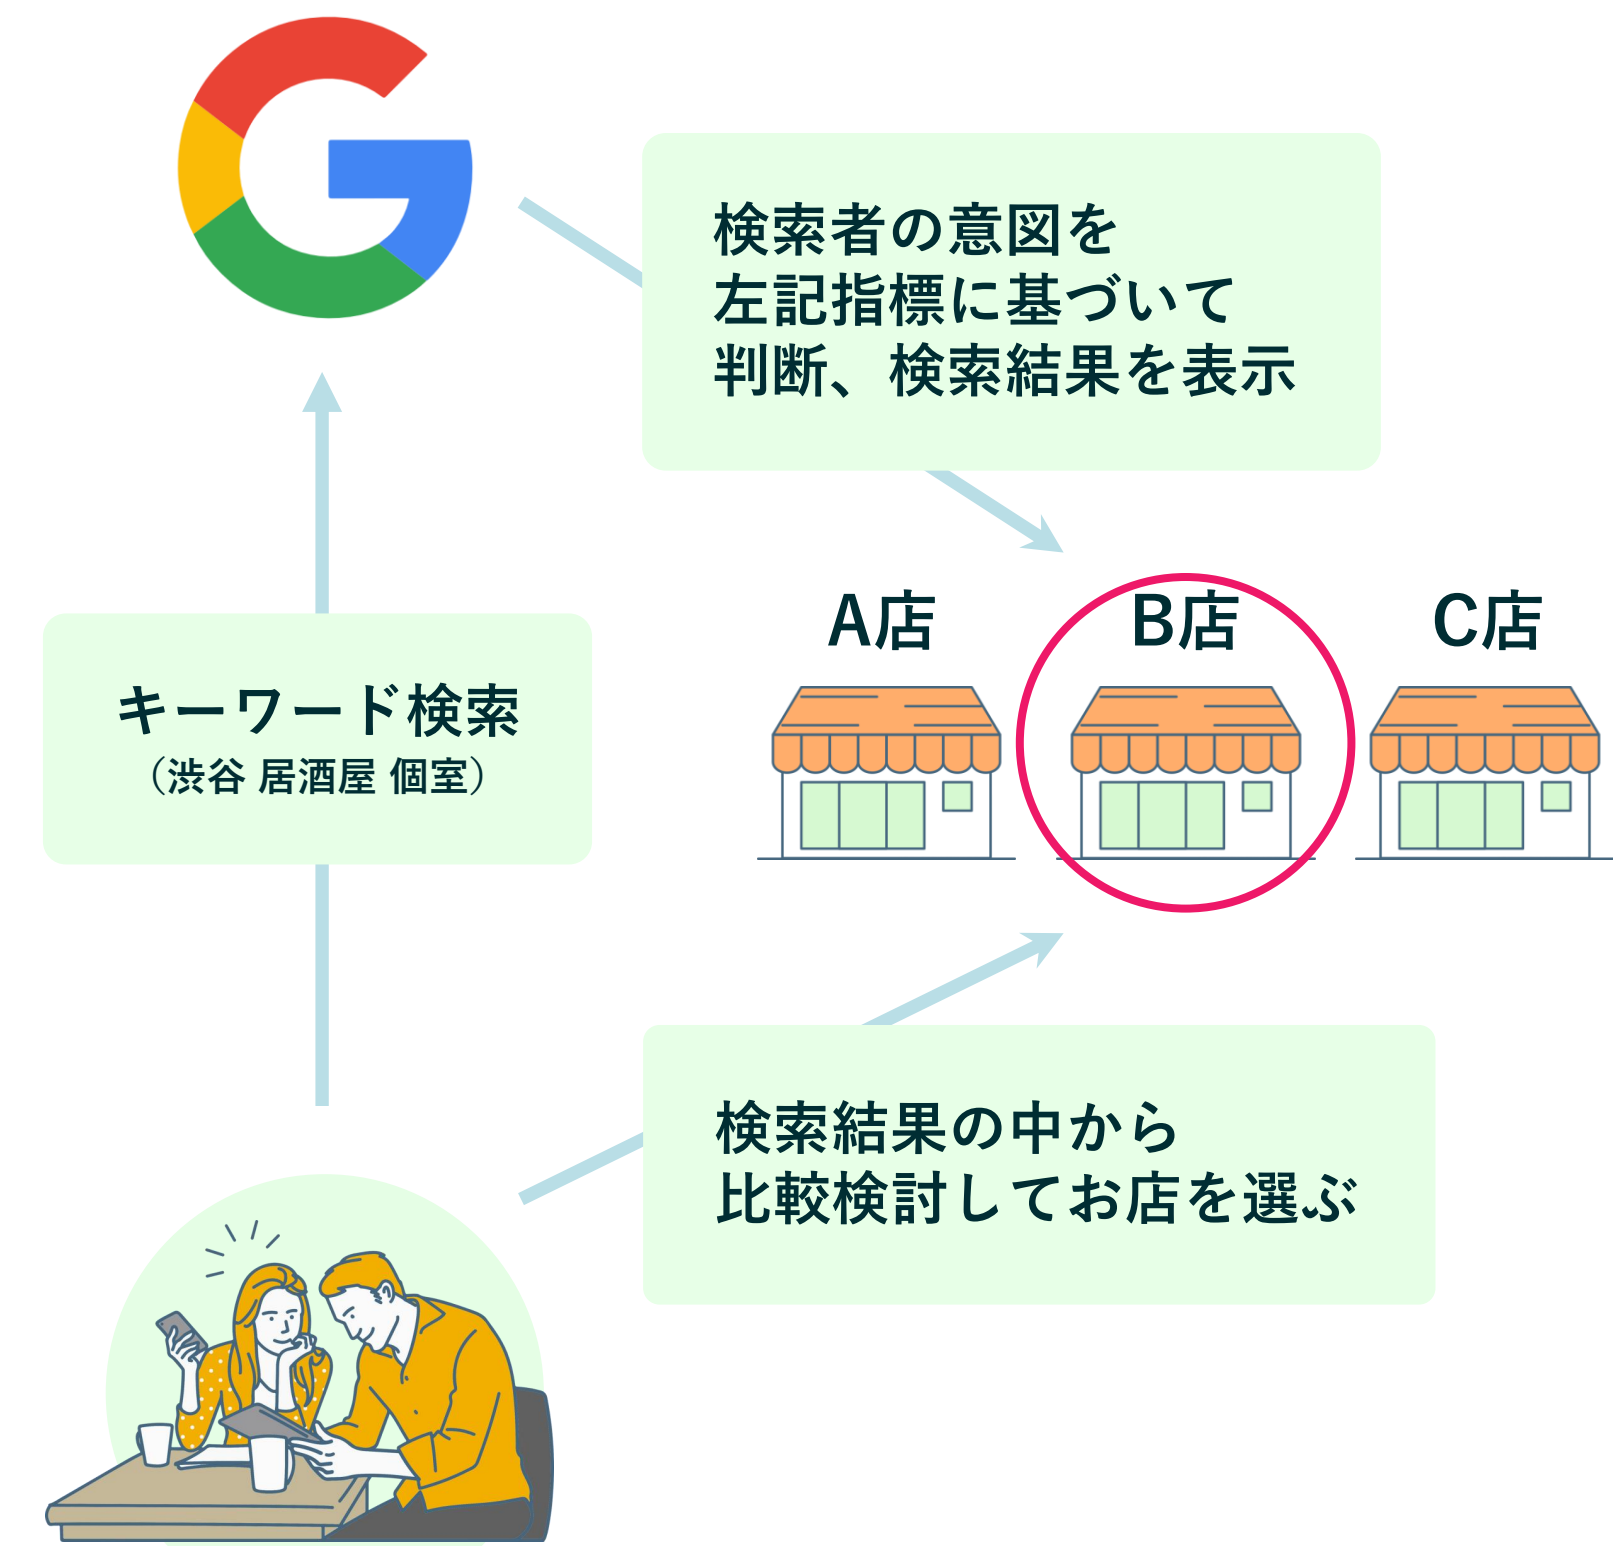 検索者の意図を
左記指標に基づいて
判断、検索結果を表示
A店
B店
C店
キーワード検索
（渋谷 居酒屋 個室）
検索結果の中から
比較検討してお店を選ぶ